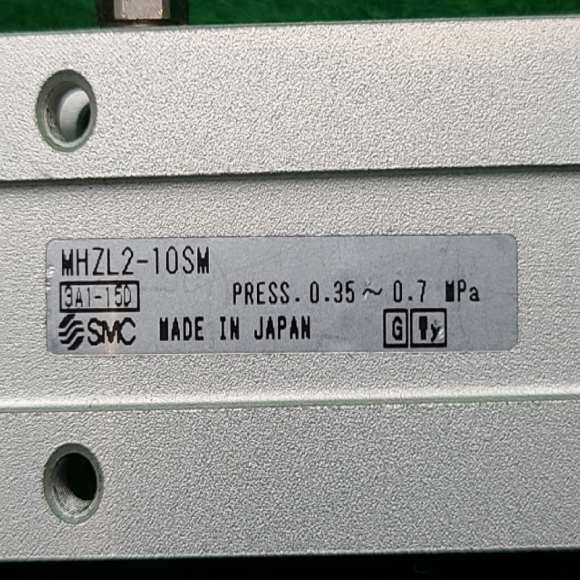 MHZL2-10SM
3A1-15D
PRESS. 0.35 ~ 0.7 MPa
SMC MADE IN JAPAN G